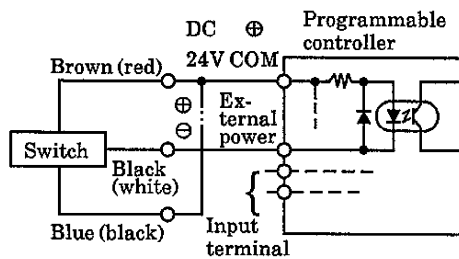 DC ⊕
24V COM
Programmable
controller
Brown (red)
⊕
⊖
Ex-
ternal
power
Switch
Black
(white)
Blue (black)
Input
terminal